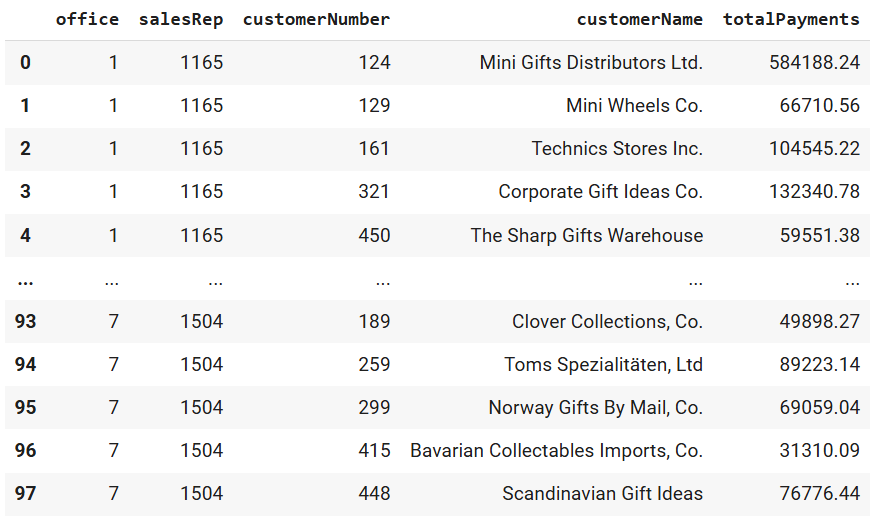 office salesRep customerNumber customerName totalPayments
0 1 1165 124 Mini Gifts Distributors Ltd. 584188.24
1 1 1165 129 Mini Wheels Co. 66710.56
2 1 1165 161 Technics Stores Inc. 104545.22
3 1 1165 321 Corporate Gift Ideas Co. 132340.78
4 1 1165 450 The Sharp Gifts Warehouse 59551.38
... ... ... ... ... ...
93 7 1504 189 Clover Collections, Co. 49898.27
94 7 1504 259 Toms Spezialitäten, Ltd 89223.14
95 7 1504 299 Norway Gifts By Mail, Co. 69059.04
96 7 1504 415 Bavarian Collectables Imports, Co. 31310.09
97 7 1504 448 Scandinavian Gift Ideas 76776.44